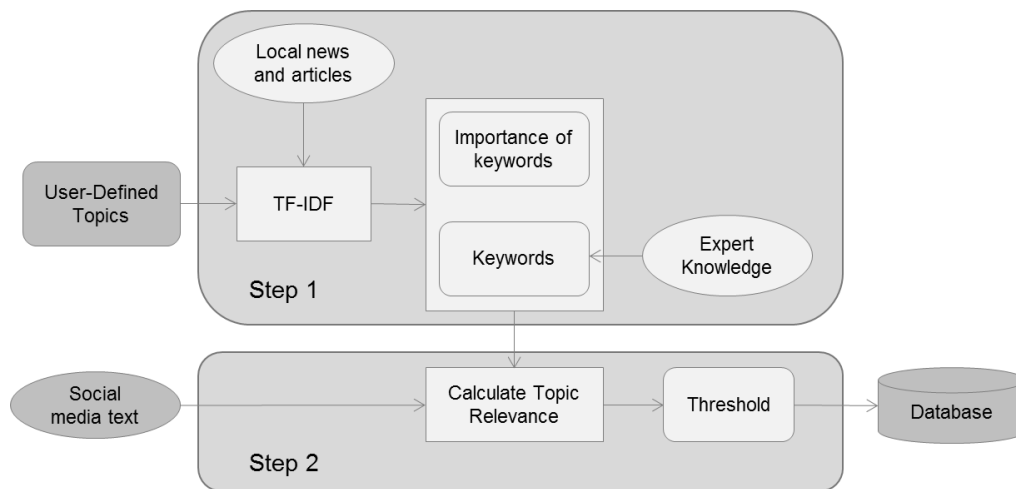 Local news
and articles
Importance of
keywords
User-Defined
Topics
TF-IDF
Keywords
Expert
Knowledge
Step 1
Social
media text
Calculate Topic
Relevance
Threshold
Database
Step 2